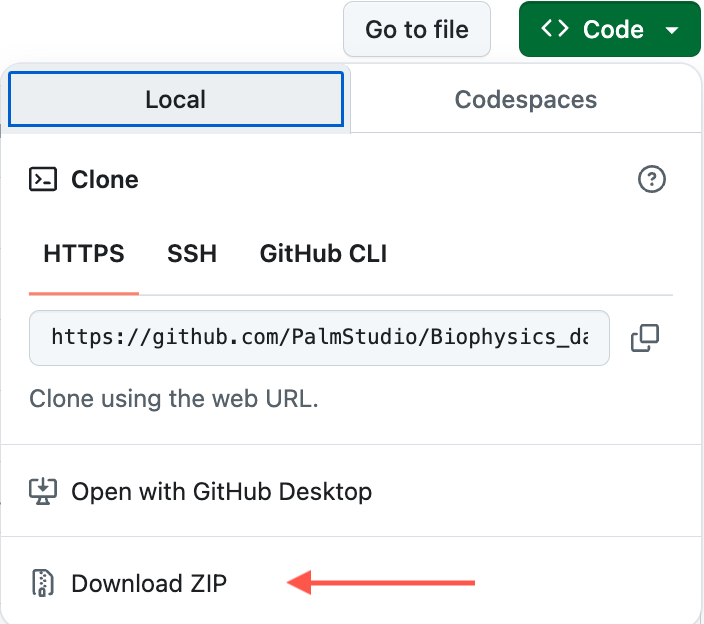 Go to file
Code
Local
Codespaces
Clone
HTTPS
SSH
GitHub CLI
https://github.com/PalmStudio/Biophysics_da
Clone using the web URL.
Open with GitHub Desktop
Download ZIP